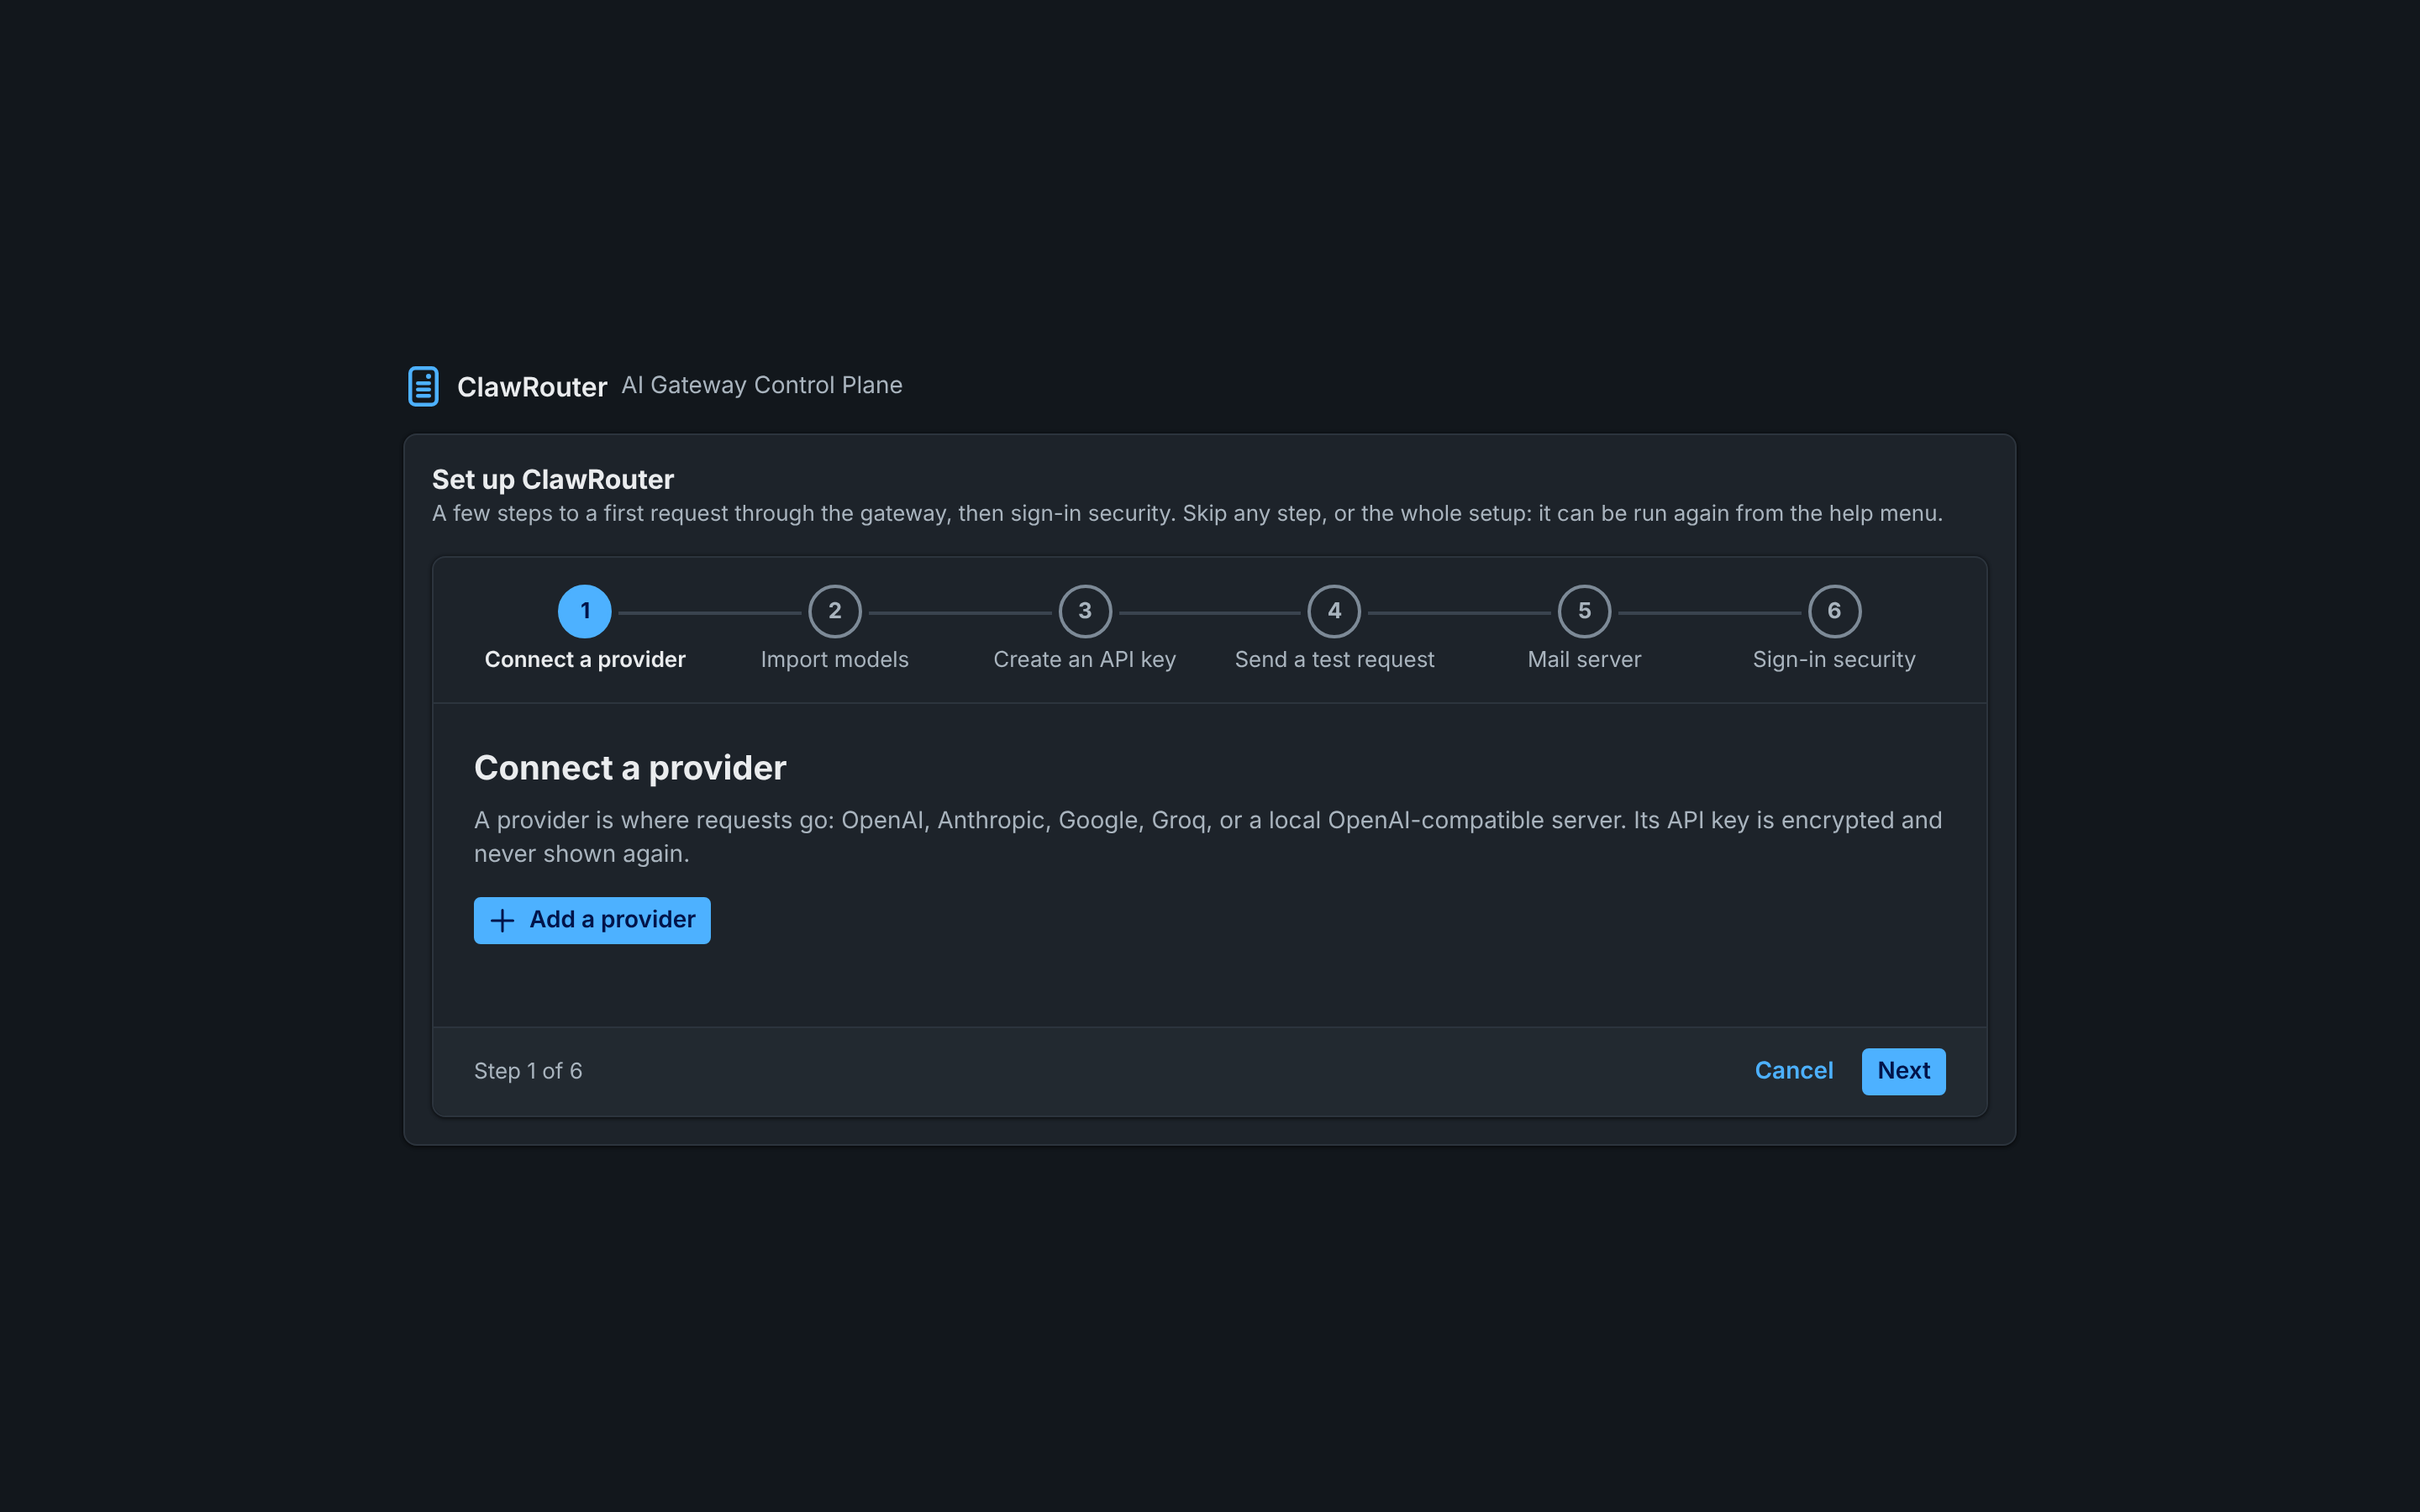 ClawRouter AI Gateway Control Plane
Set up ClawRouter
A few steps to a first request through the gateway, then sign-in security. Skip any step, or the whole setup: it can be run again from the help menu.
1 2 3 4 5 6
Connect a provider Import models Create an API key Send a test request Mail server Sign-in security
Connect a provider
A provider is where requests go: OpenAI, Anthropic, Google, Groq, or a local OpenAI-compatible server. Its API key is encrypted and
never shown again.
Add a provider
Step 1 of 6 Cancel Next